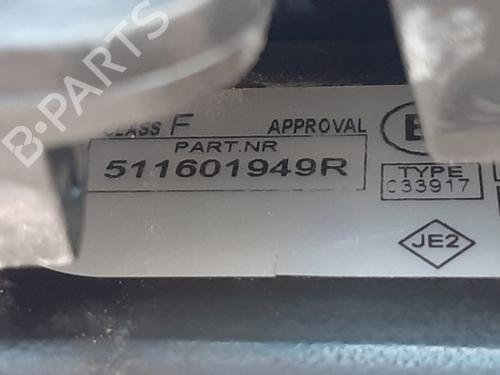 B-PARTS
CLASS F APPROVAL E
PART.NR
511601949R
TYPE
C33917
JE2